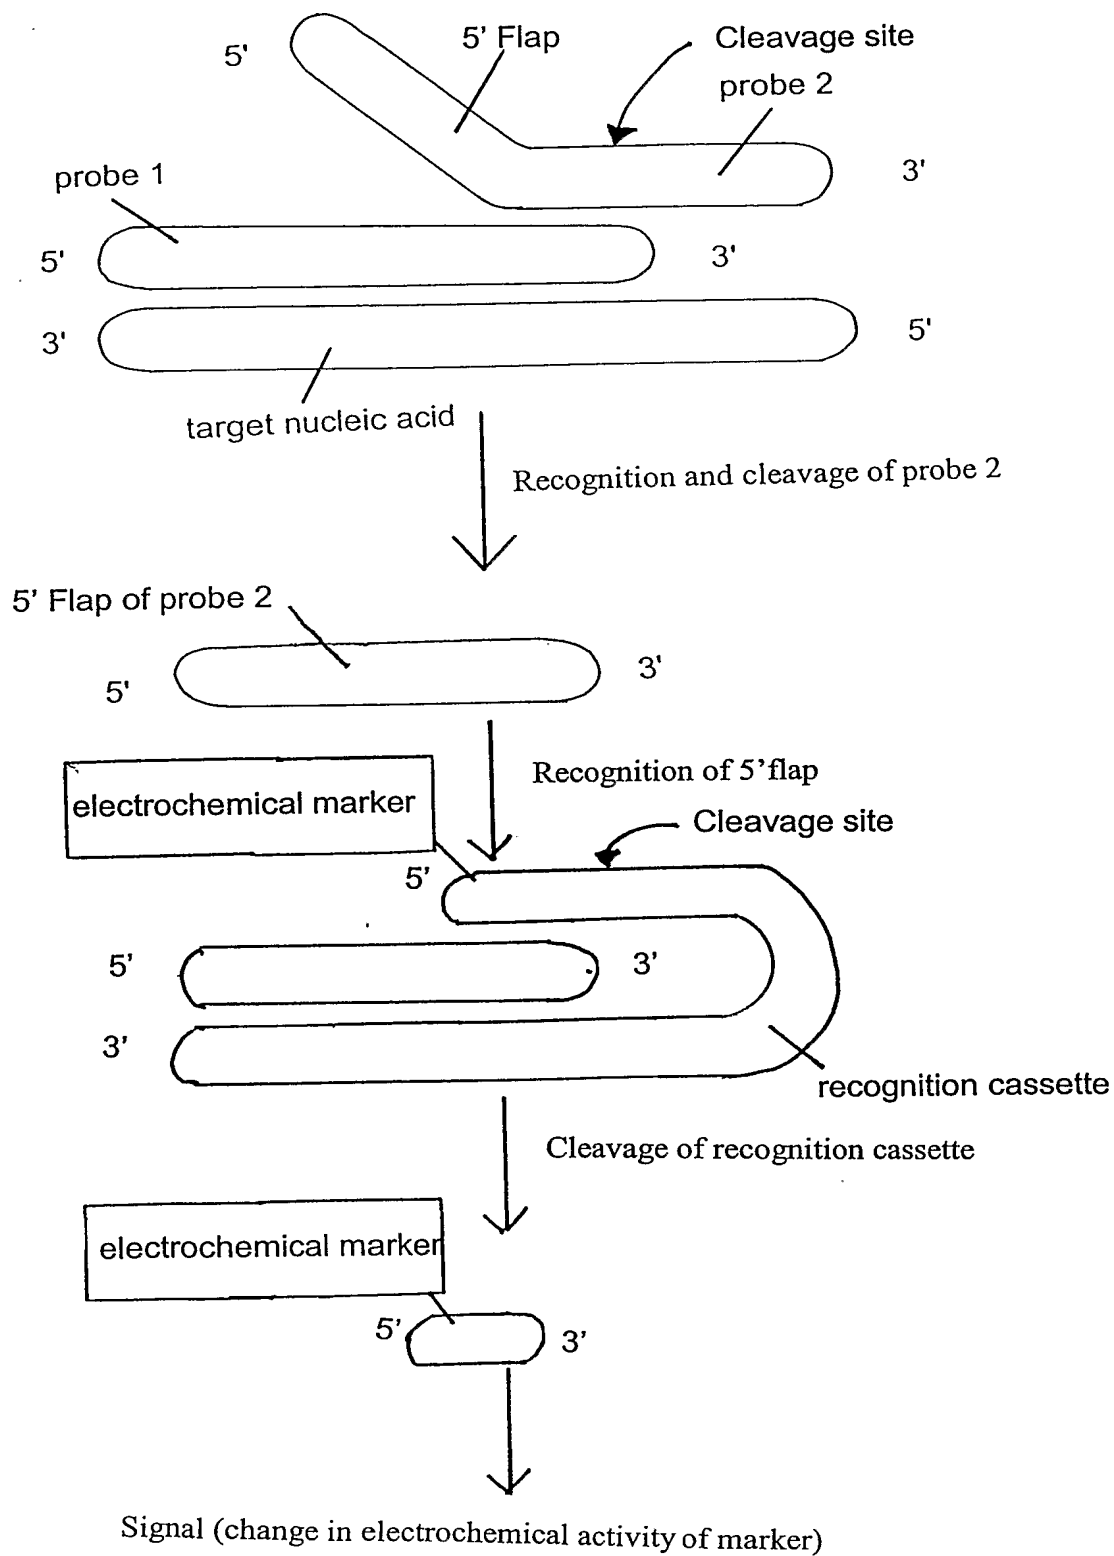 5'
5' Flap
Cleavage site
probe 2
3'
probe 1
5'
3'
3'
5'
target nucleic acid
Recognition and cleavage of probe 2
5’ Flap of probe 2
5'
3'
Recognition of 5’flap
electrochemical marker
Cleavage site
5’
5’
3’
3’
recognition cassette
Cleavage of recognition cassette
electrochemical marker
5’
3’
Signal (change in electrochemical activity of marker)